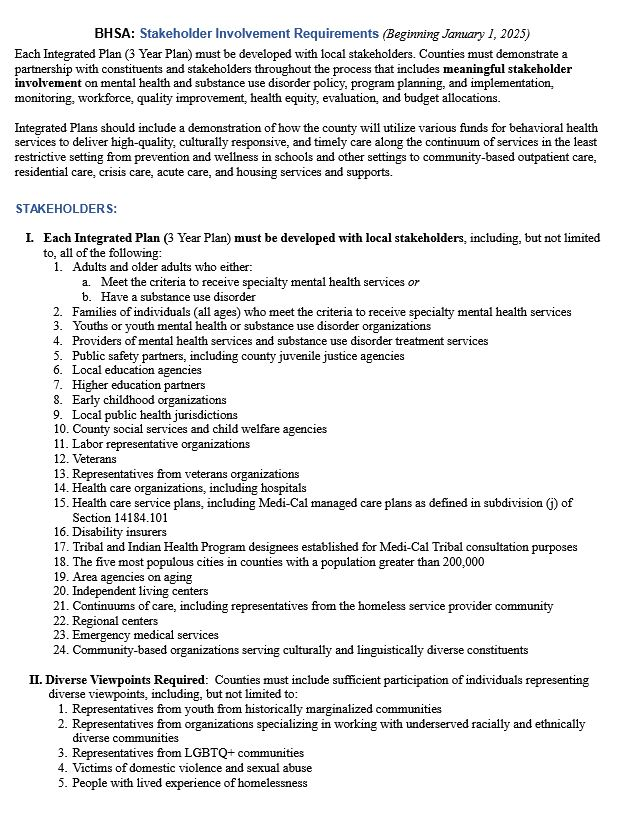 BHSA: Stakeholder Involvement Requirements (Beginning January 1, 2025)
Each Integrated Plan (3 Year Plan) must be developed with local stakeholders. Counties must demonstrate a
partnership with constituents and stakeholders throughout the process that includes meaningful stakeholder
involvement on mental health and substance use disorder policy, program planning, and implementation,
monitoring, workforce, quality improvement, health equity, evaluation, and budget allocations.
Integrated Plans should include a demonstration of how the county will utilize various funds for behavioral health
services to deliver high-quality, culturally responsive, and timely care along the continuum of services in the least
restrictive setting from prevention and wellness in schools and other settings to community-based outpatient care,
residential care, crisis care, acute care, and housing services and supports.
STAKEHOLDERS:
I. Each Integrated Plan (3 Year Plan) must be developed with local stakeholders, including, but not limited
to, all of the following:
1. Adults and older adults who either:
a. Meet the criteria to receive specialty mental health services or
b. Have a substance use disorder
2. Families of individuals (all ages) who meet the criteria to receive specialty mental health services
3. Youths or youth mental health or substance use disorder organizations
4. Providers of mental health services and substance use disorder treatment services
5. Public safety partners, including county juvenile justice agencies
6. Local education agencies
7. Higher education partners
8. Early childhood organizations
9. Local public health jurisdictions
10. County social services and child welfare agencies
11. Labor representative organizations
12. Veterans
13. Representatives from veterans organizations
14. Health care organizations, including hospitals
15. Health care service plans, including Medi-Cal managed care plans as defined in subdivision (j) of
Section 14184.101
16. Disability insurers
17. Tribal and Indian Health Program designees established for Medi-Cal Tribal consultation purposes
18. The five most populous cities in counties with a population greater than 200,000
19. Area agencies on aging
20. Independent living centers
21. Continuums of care, including representatives from the homeless service provider community
22. Regional centers
23. Emergency medical services
24. Community-based organizations serving culturally and linguistically diverse constituents
II. Diverse Viewpoints Required: Counties must include sufficient participation of individuals representing
diverse viewpoints, including, but not limited to:
1. Representatives from youth from historically marginalized communities
2. Representatives from organizations specializing in working with underserved racially and ethnically
diverse communities
3. Representatives from LGBTQ+ communities
4. Victims of domestic violence and sexual abuse
5. People with lived experience of homelessness